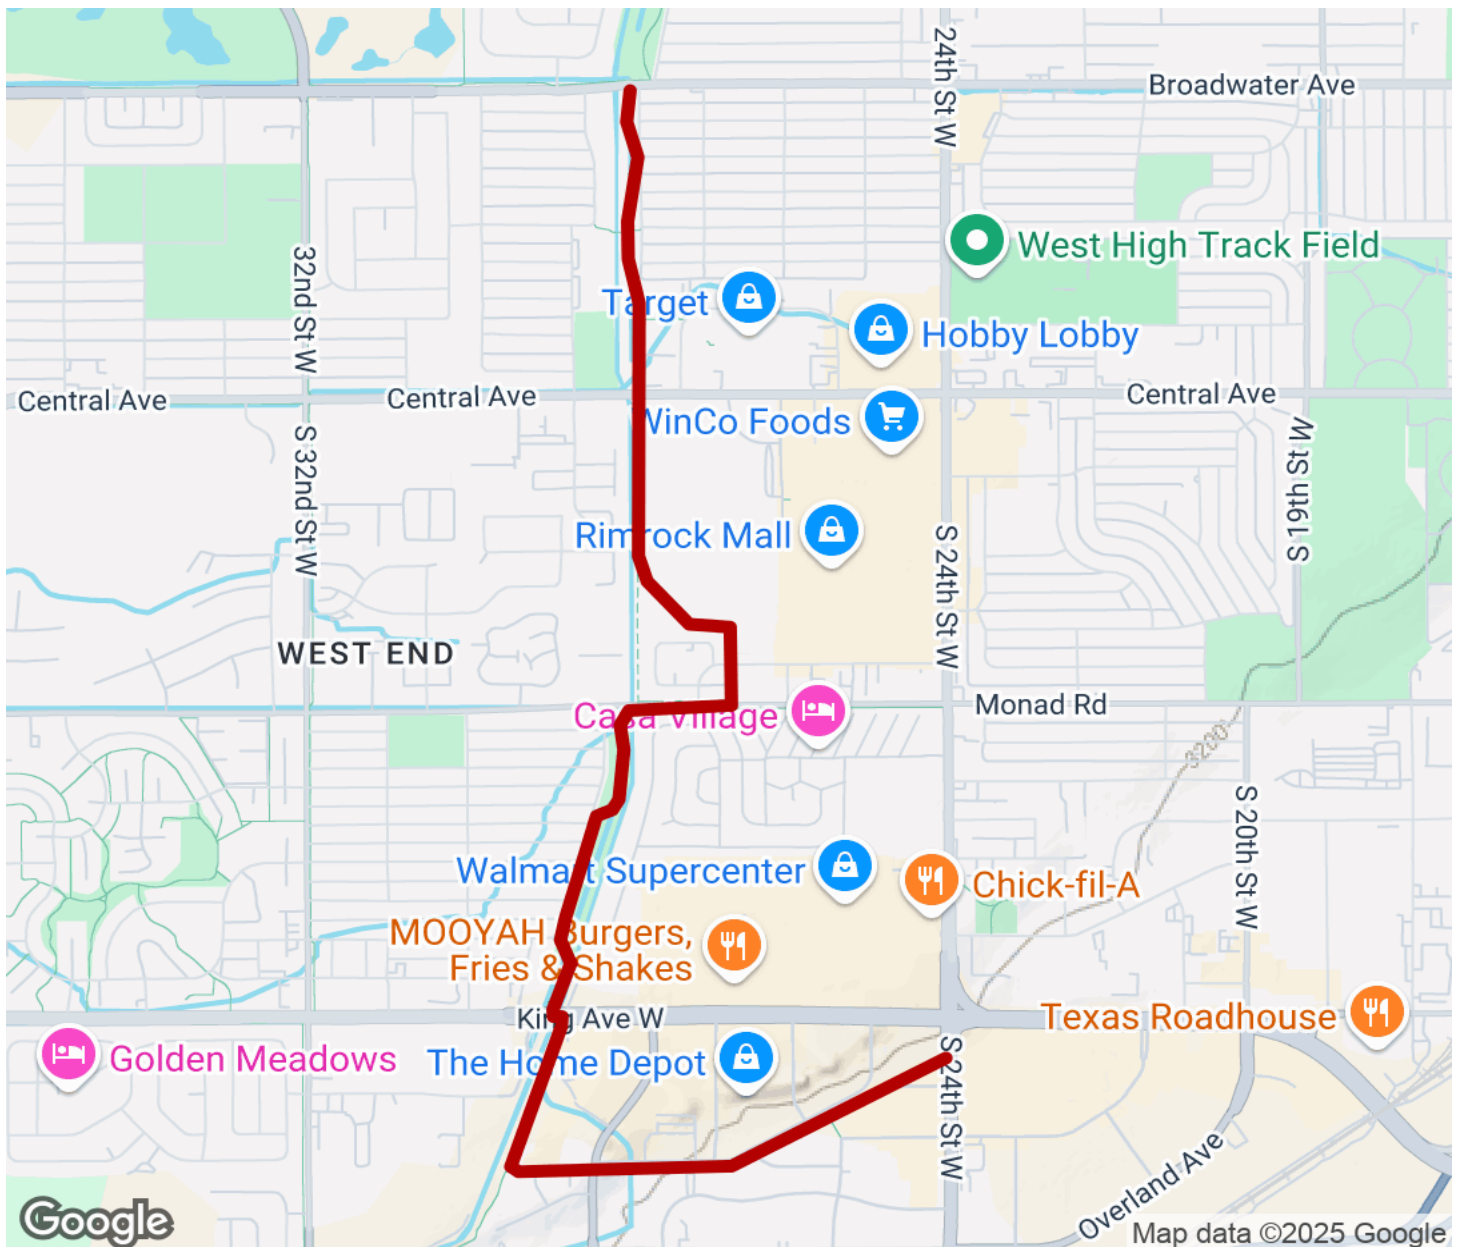 24th St W
Broadwater Ave
32nd St W
West High Track Field
Target
Hobby Lobby
Central Ave
Central Ave
Central Ave
WinCo Foods
S 32nd St W
S 19th St W
Rimrock Mall
S 24th St W
WEST END
Monad Rd
Casa Village
3200'
S 20th St W
Walmart Supercenter
Chick-fil-A
MOOYAH Burgers,
Fries & Shakes
King Ave W
Texas Roadhouse
Golden Meadows
The Home Depot
S 24th St W
Overland Ave
Google
Map data ©2025 Google